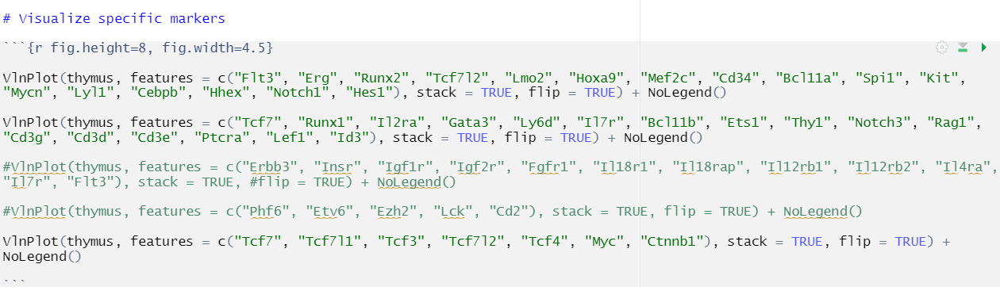 # Visualize specific markers
```{r fig.height=8, fig.width=4.5}
VlnPlot(thymus, features = c("Flt3", "Erg", "Runx2", "Tcf7l2", "Lmo2", "Hoxa9", "Mef2c", "Cd34", "Bcl11a", "Spi1", "Kit",
"Mycn", "Lyl1", "Cebpb", "Hhex", "Notch1", "Hes1"), stack = TRUE, flip = TRUE) + NoLegend()
VlnPlot(thymus, features = c("Tcf7", "Runx1", "Il2ra", "Gata3", "Ly6d", "Il7r", "Bcl11b", "Ets1", "Thy1", "Notch3", "Rag1",
"Cd3g", "Cd3d", "Cd3e", "Ptcra", "Lef1", "Id3"), stack = TRUE, flip = TRUE) + NoLegend()
#VlnPlot(thymus, features = c("Erbb3", "Insr", "Igf1r", "Igf2r", "Fgfr1", "Il18r1", "Il18rap", "Il12rb1", "Il12rb2", "Il4ra",
"Il7r", "Flt3"), stack = TRUE, #flip = TRUE) + NoLegend()
#VlnPlot(thymus, features = c("Phf6", "Etv6", "Ezh2", "Lck", "Cd2"), stack = TRUE, flip = TRUE) + NoLegend()
VlnPlot(thymus, features = c("Tcf7", "Tcf7l1", "Tcf3", "Tcf7l2", "Tcf4", "Myc", "Ctnnb1"), stack = TRUE, flip = TRUE) +
NoLegend()
```